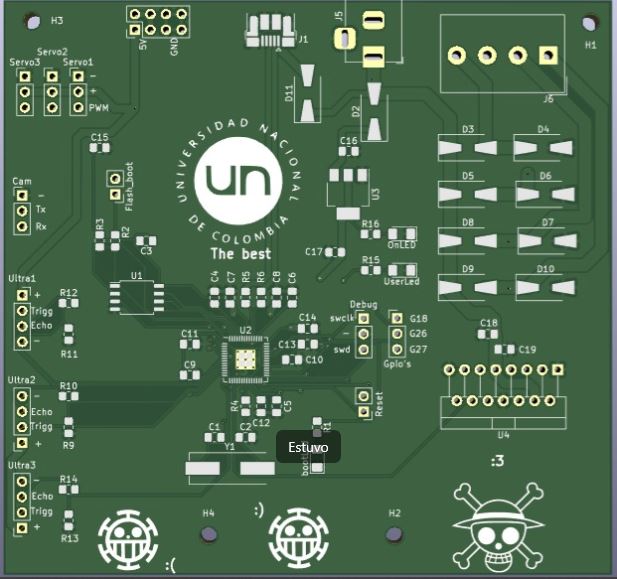 H3
H1
J5
5V
GND
J1
J6
Servo2
Servo3
Servo1
-
+
PWM
D11
D2
C15
C16
D3
D4
UNIVERSIDAD NACIONAL
un
DE COLOMBIA
The best
Cam
-
Tx
Rx
Flash_boot
U3
D5
D6
R3
R2
C3
C17
R16
OnLED
D8
D7
R15
UserLed
D9
D10
Ultra1
+
Trigg
Echo
-
R12
R11
U1
C4
C7
R5
R6
C8
C6
Debug
swclk
-
swd
G18
G26
G27
Gpio's
U2
C11
C9
C14
C13
C10
C18
C19
Ultra2
-
Echo
Trigg
+
R10
R9
R4
C12
C5
Reset
C1
C2
Y1
R1
Estuvo
boot
U4
:3
Ultra3
-
Echo
Trigg
+
R14
R13
H4
:)
H2
:(